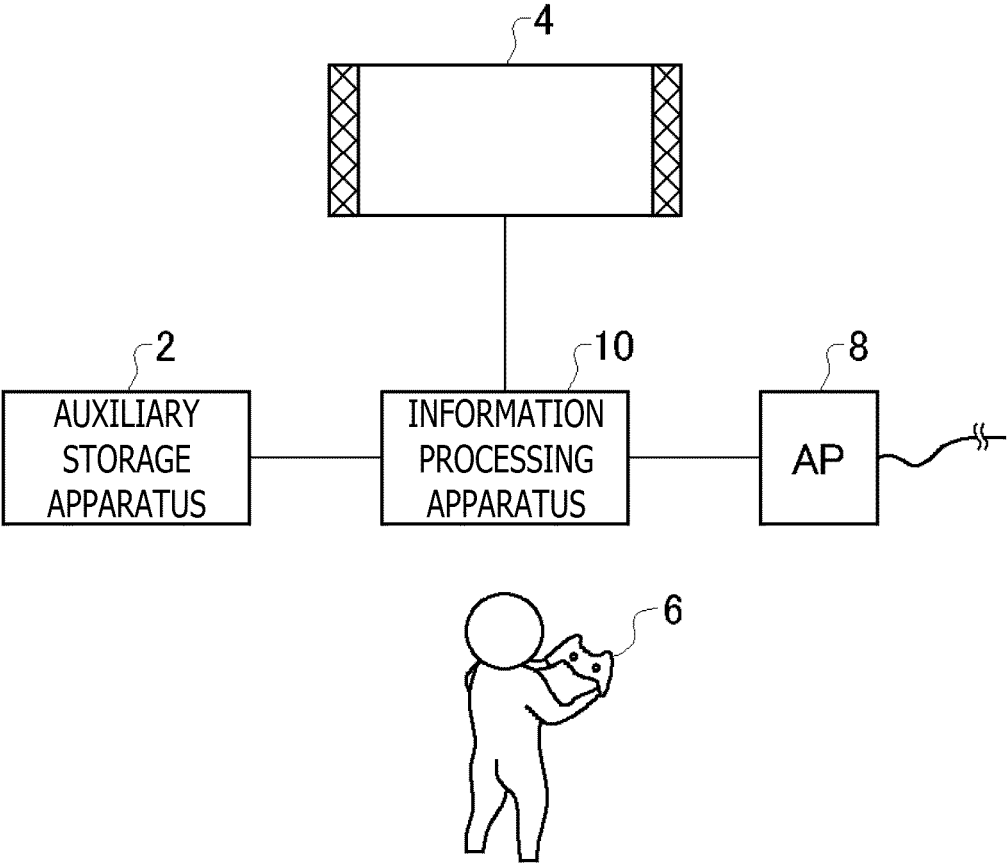 4
2
10
8
AUXILIARY
STORAGE
APPARATUS
INFORMATION
PROCESSING
APPARATUS
AP
6